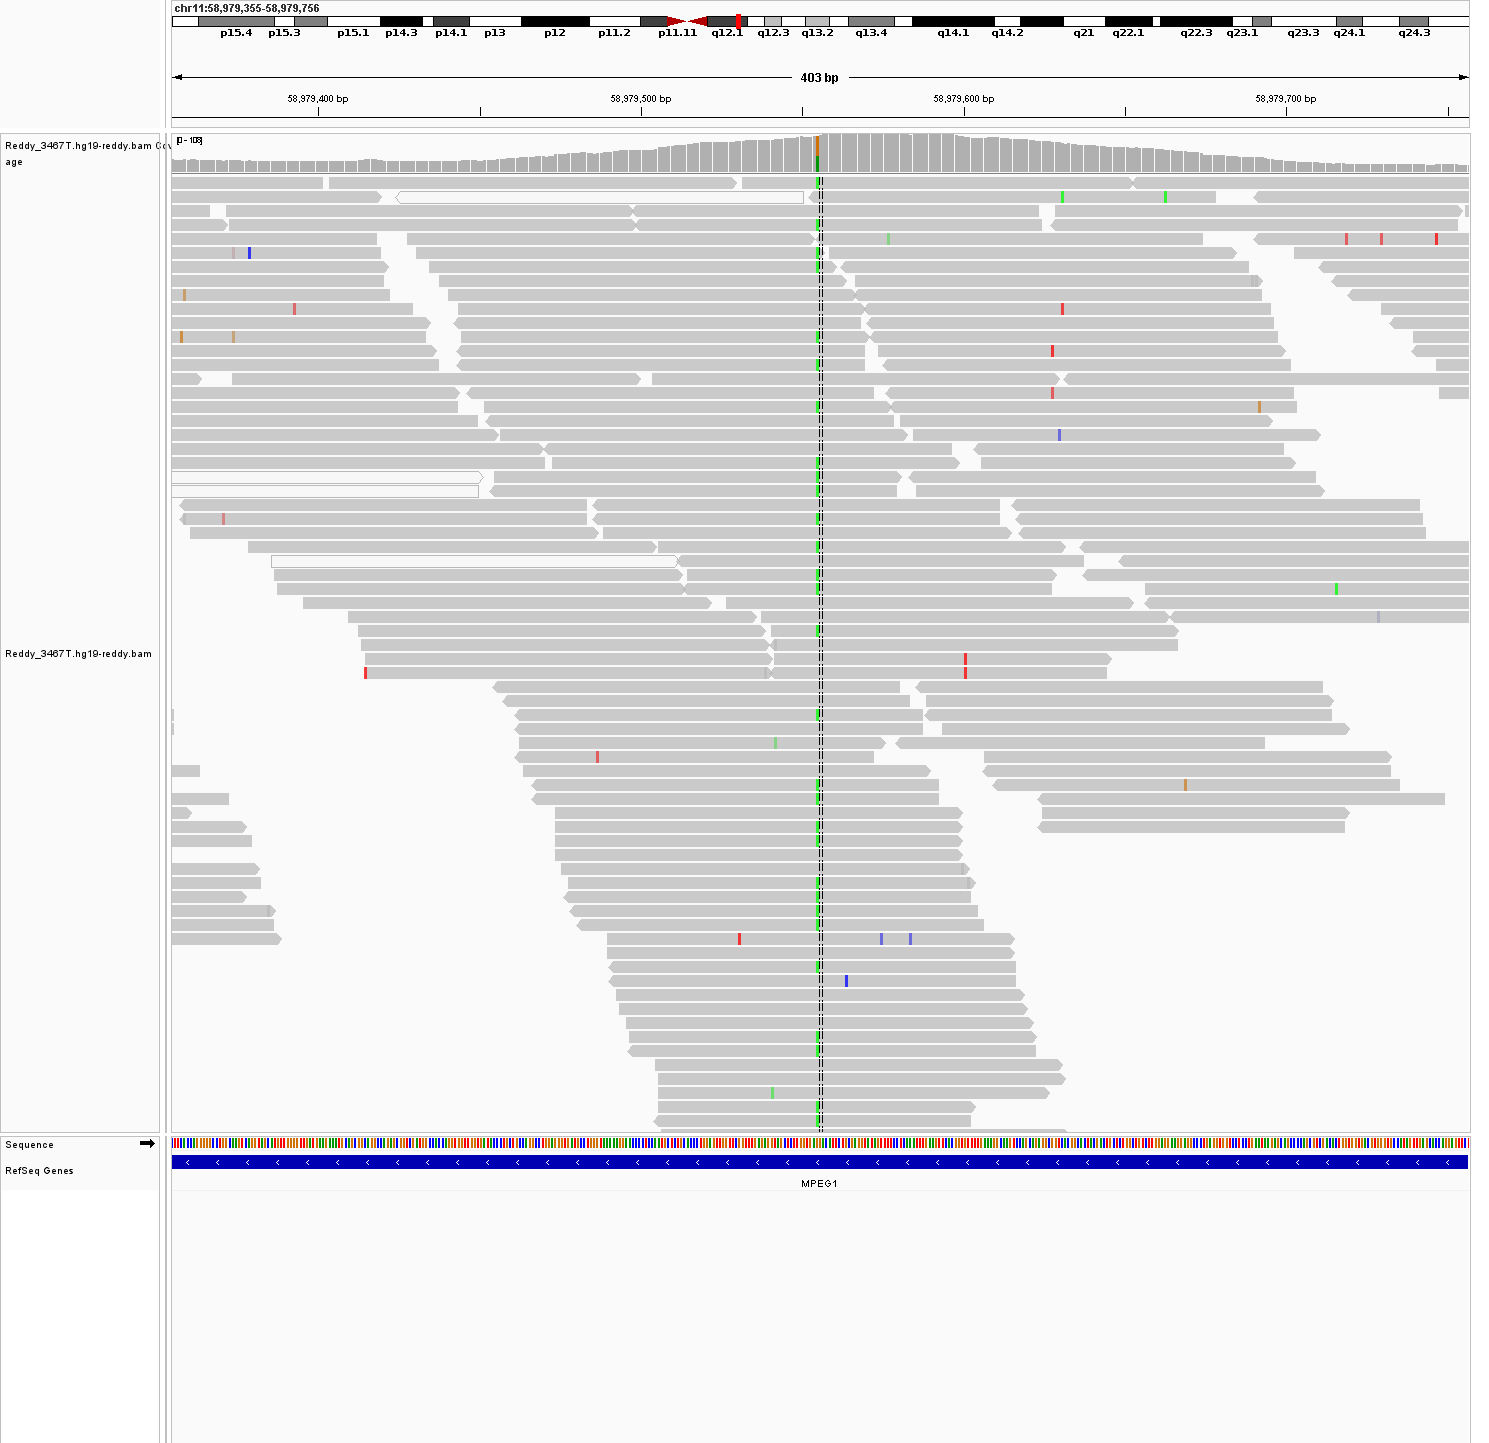 chr11:58,979,355-58,979,756
p15.4 p15.3 p15.1 p14.3 p14.1 p13 p12 p11.2 p11.11 q12.1 q12.3 q13.2 q13.4 q14.1 q14.2 q21 q22.1 q22.3 q23.1 q23.3 q24.1 q24.3
403 bp
58,979,400 bp 58,979,500 bp 58,979,600 bp 58,979,700 bp
Reddy_3467T.hg19-reddy.bam Cov
age
[0 - 108]
Reddy_3467T.hg19-reddy.bam
Sequence
RefSeq Genes
MPEG1